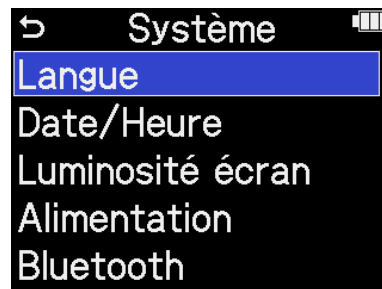 Système
Langue
Date/Heure
Luminosité écran
Alimentation
Bluetooth